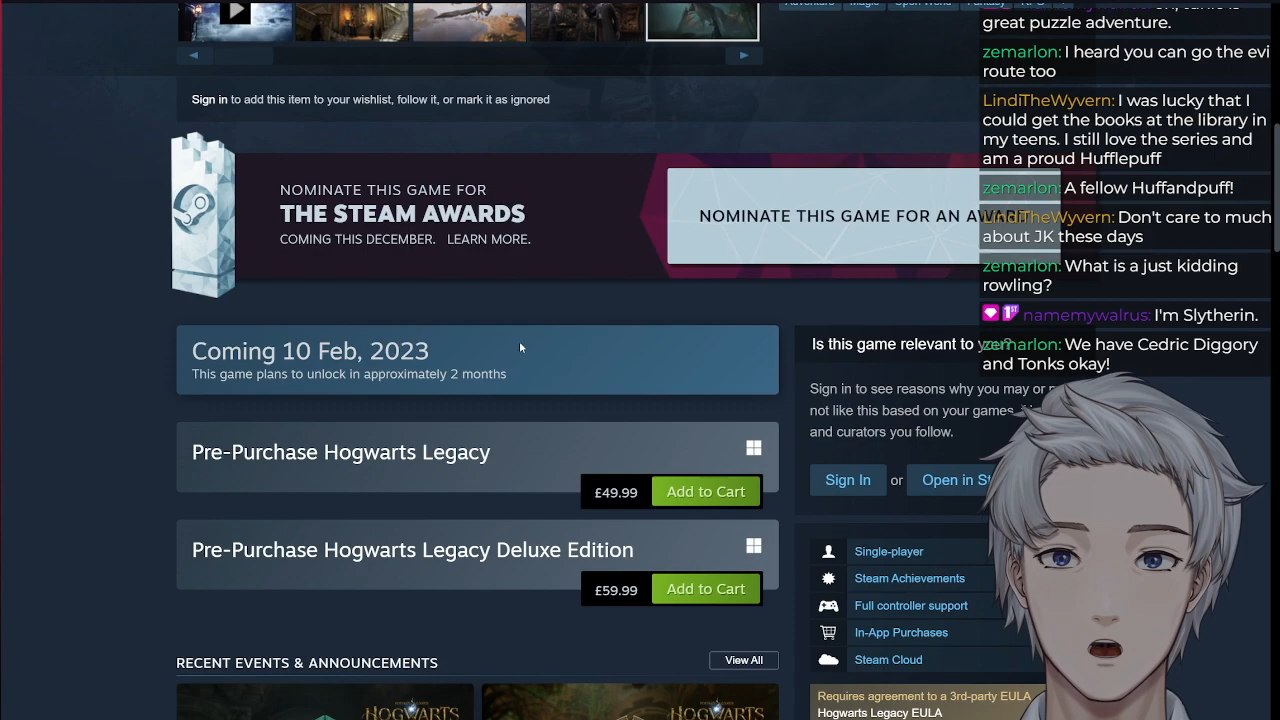 great puzzle adventure.
zemarlon: I heard you can go the evi
route too
Sign in to add this item to your wishlist, follow it, or mark it as ignored
LindiTheWyvern: I was lucky that I
could get the books at the library in
my teens. I still love the series and
am a proud Hufflepuff
NOMINATE THIS GAME FOR
THE STEAM AWARDS
COMING THIS DECEMBER. LEARN MORE.
NOMINATE THIS GAME FOR AN
zemarlon: A fellow Huffandpuff!
LindiTheWyvern: Don't care to much
about JK these days
zemarlon: What is a just kidding
rowling?
namemywalrus: I'm Slytherin.
zemarlon: We have Cedric Diggory
and Tonks okay!
Coming 10 Feb, 2023
This game plans to unlock in approximately 2 months
Pre-Purchase Hogwarts Legacy
£49.99 Add to Cart
Pre-Purchase Hogwarts Legacy Deluxe Edition
£59.99 Add to Cart
RECENT EVENTS & ANNOUNCEMENTS
View All
HOGWARTS
HOGWARTS
Is this game relevant to
Sign in to see reasons why you may or
not like this based on your games,
and curators you follow.
Sign In or Open in St
Single-player
Steam Achievements
Full controller support
In-App Purchases
Steam Cloud
Requires agreement to a 3rd-party EULA
Hogwarts Legacy EULA